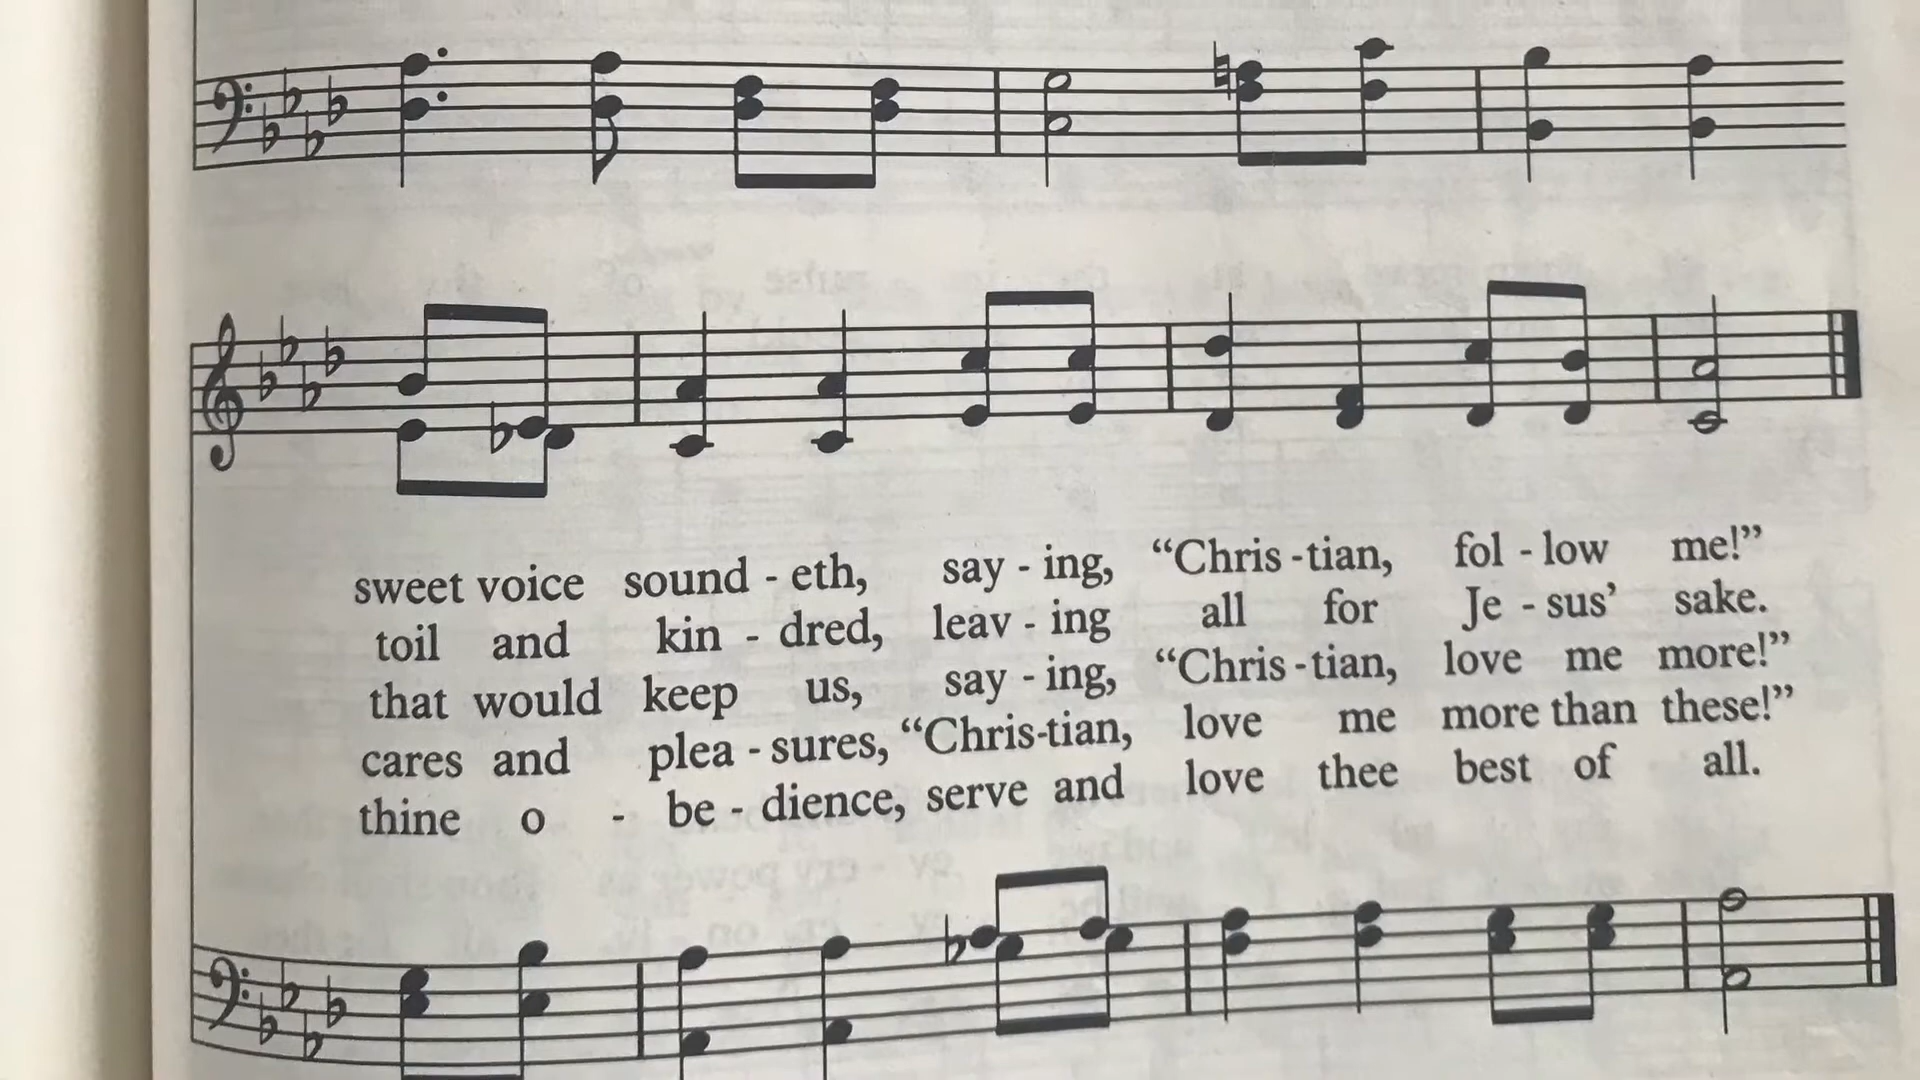 sweet voice sound - eth, say - ing, “Chris - tian, fol - low me!”
toil and kin - dred, leav - ing all for Je - sus’ sake.
that would keep us, say - ing, “Chris - tian, love me more!”
cares and plea - sures, “Chris-tian, love me more than these!”
thine o - be - dience, serve and love thee best of all.